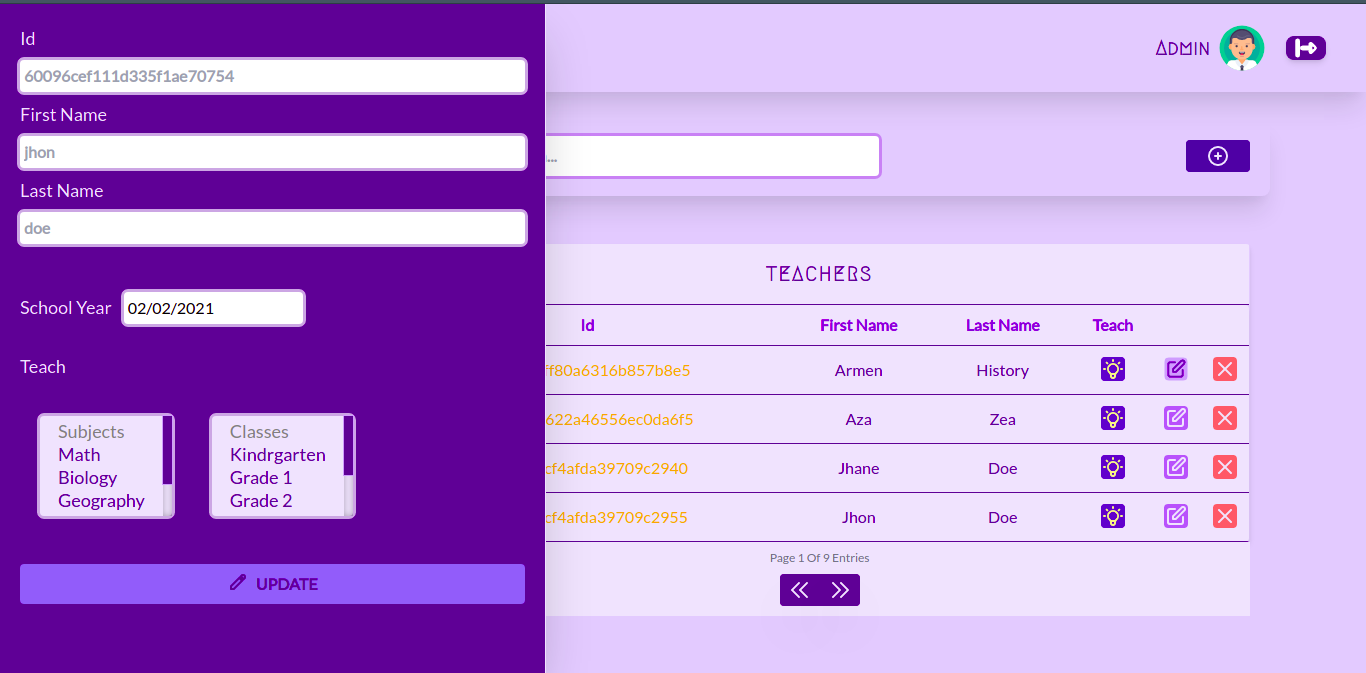 Id
60096cef111d335f1ae70754
First Name
jhon
Last Name
doe
School Year 02/02/2021
Teach
Subjects
Math
Biology
Geography
Classes
Kindrgarten
Grade 1
Grade 2
UPDATE
Admin
...
TEACHERS
Id First Name Last Name Teach
ff80a6316b857b8e5 Armen History
622a46556ec0da6f5 Aza Zea
cf4afda39709c2940 Jhane Doe
cf4afda39709c2955 Jhon Doe
Page 1 Of 9 Entries